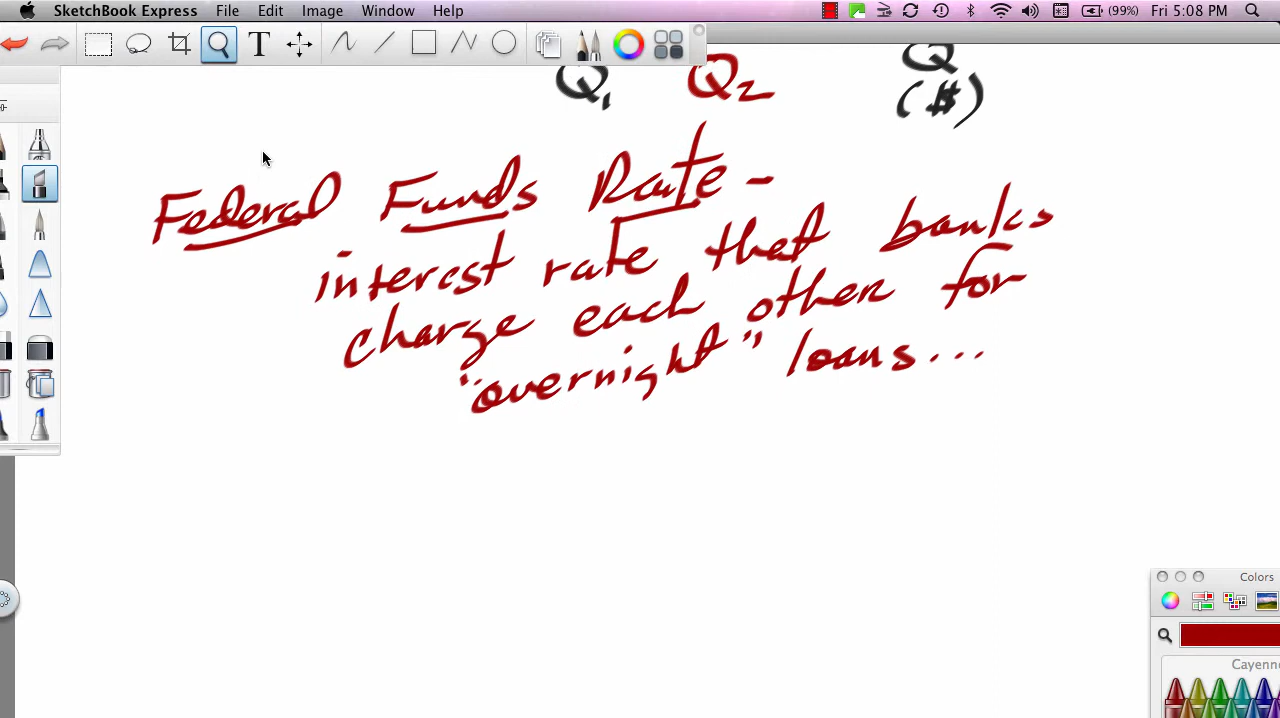 SketchBook Express File Edit Image Window Help (99%) Fri 5:08 PM
T
Q1 Q2 Q
($)
Federal Funds Rate -
interest rate that banks
charge each other for
"overnight" loans...
Colors
Cayenn